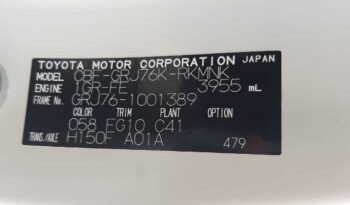 TOYOTA MOTOR CORPORATION JAPAN
MODEL CBF-GRJ76K-RKMNK
ENGINE 1GR-FE 3955 mL
FRAME No. GRJ76-1001389
COLOR TRIM PLANT OPTION
058 FG10 C41
TRANS/AXLE H150F A01A 479